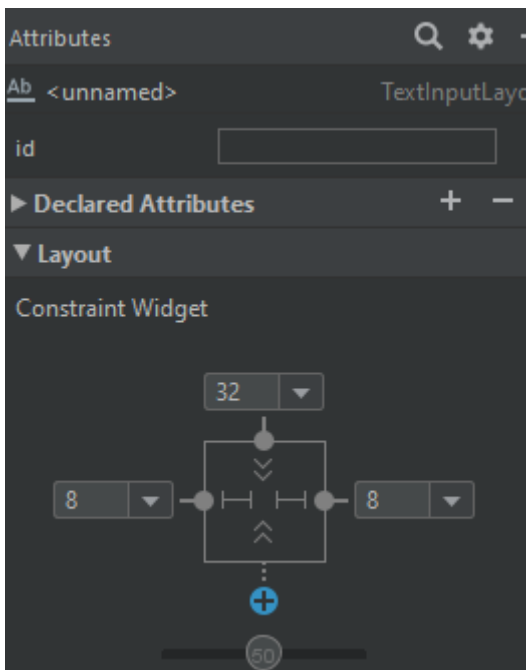 Attributes
Ab <unnamed> TextInputLayo
id
Declared Attributes
Layout
Constraint Widget
32
8 8
50